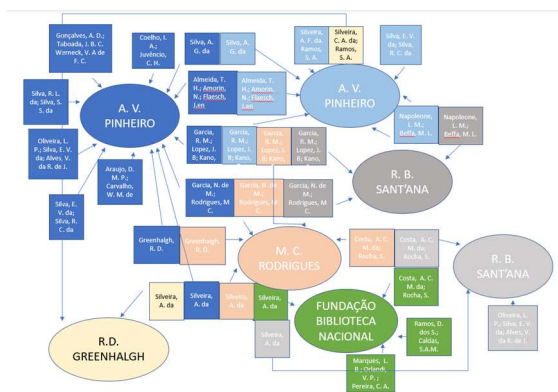 Gonçalves, A. D.;
Taboada, J. B. C.
Werneck, V. A de
F. C.
Coelho, I.
A.;
Juvêncio,
C. H.
Silva, A.
G. da
Silva, A.
G. da
Silveira,
A. F. da
Ramos,
S. A.
Silveira,
C. A. da;
Ramos,
S. A.
Silva, E. V.
da; Silva,
R. C. da
Silva, R. L.
da; Silva, S.
S. da
A. V.
PINHEIRO
Almeida, T.
H.; Amorin,
N.; Flaesch,
Len
Almeida, T.
H.; Amorin,
N.; Flaesch,
Len
A. V.
PINHEIRO
Napoleone,
L. M.;
Beffa, M. L.
Napoleone,
L. M.;
Beffa, M. L.
Oliveira, L.
P.; Silva, E. V.
da; Alves, V.
da R. de J.
Araujo, D.
M. P.;
Carvalho,
W. M. de
Garcia,
R. M.;
Lopez, J.
B; Kano,
Garcia,
R. M.;
Lopez, J.
B; Kano,
Garcia,
R. M.;
Lopez, J.
B; Kano,
Garcia,
R. M.;
Lopez, J.
B; Kano,
R. B.
SANT'ANA
Silva, E.
V. da;
Silva, R.
C. da
Garcia, N. de
M.;
Rodrigues, M
C.
Garcia, N. de
M.;
Rodrigues, M
C.
Garcia, N. de
M.;
Rodrigues, M
C.
Greenhalgh,
R. D.
Greenhalgh,
R. D.
M. C.
RODRIGUES
Costa, A. C.
M. da;
Rocha, S.
Costa, A. C.
M. da;
Rocha, S.
Costa, A. C.
M. da;
Rocha, S.
R. B.
SANT'ANA
Silveira,
A. da
Silveira,
A. da
Silveira,
A. da
Silveira,
A. da
Silveira,
A. da
FUNDAÇÃO
BIBLIOTECA
NACIONAL
Ramos, D.
dos S.;
Caldas,
S.A.M.
Oliveira, L.
P.; Silva, E. V.
da; Alves, V.
da R. de J.
R.D.
GREENHALGH
Marques, L.
B.; Orlandi,
V. P.;
Pereira, C. A.